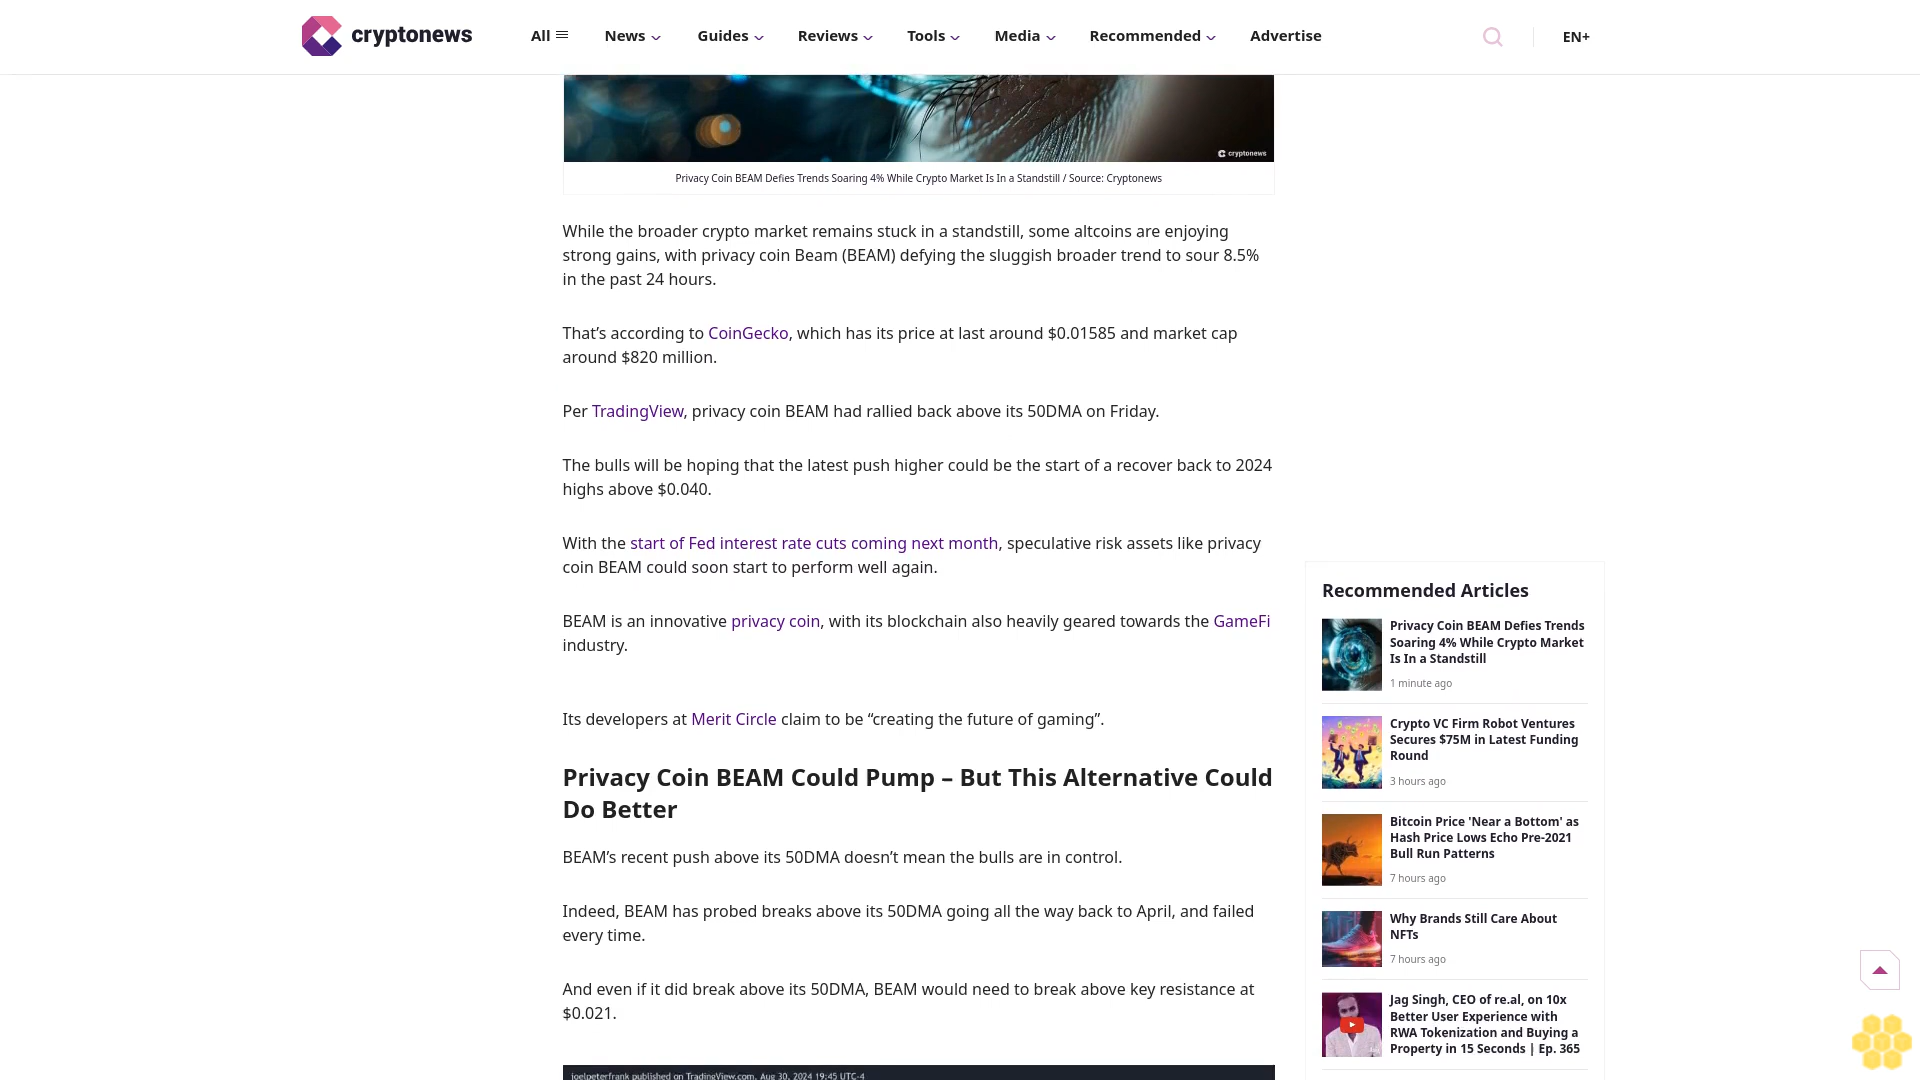 cryptonews
All
News
Guides
Reviews
Tools
Media
Recommended
Advertise
EN+
cryptonews
Privacy Coin BEAM Defies Trends Soaring 4% While Crypto Market Is In a Standstill / Source: Cryptonews
While the broader crypto market remains stuck in a standstill, some altcoins are enjoying
strong gains, with privacy coin Beam (BEAM) defying the sluggish broader trend to sour 8.5%
in the past 24 hours.
That’s according to CoinGecko, which has its price at last around $0.01585 and market cap
around $820 million.
Per TradingView, privacy coin BEAM had rallied back above its 50DMA on Friday.
The bulls will be hoping that the latest push higher could be the start of a recover back to 2024
highs above $0.040.
With the start of Fed interest rate cuts coming next month, speculative risk assets like privacy
coin BEAM could soon start to perform well again.
BEAM is an innovative privacy coin, with its blockchain also heavily geared towards the GameFi
industry.
Its developers at Merit Circle claim to be “creating the future of gaming”.
Privacy Coin BEAM Could Pump – But This Alternative Could
Do Better
BEAM’s recent push above its 50DMA doesn’t mean the bulls are in control.
Indeed, BEAM has probed breaks above its 50DMA going all the way back to April, and failed
every time.
And even if it did break above its 50DMA, BEAM would need to break above key resistance at
$0.021.
joelpeterfrank published on TradingView.com, Aug 30, 2024 19:45 UTC-4
Recommended Articles
Privacy Coin BEAM Defies Trends
Soaring 4% While Crypto Market
Is In a Standstill
1 minute ago
Crypto VC Firm Robot Ventures
Secures $75M in Latest Funding
Round
3 hours ago
Bitcoin Price 'Near a Bottom' as
Hash Price Lows Echo Pre-2021
Bull Run Patterns
7 hours ago
Why Brands Still Care About
NFTs
7 hours ago
Jag Singh, CEO of re.al, on 10x
Better User Experience with
RWA Tokenization and Buying a
Property in 15 Seconds | Ep. 365